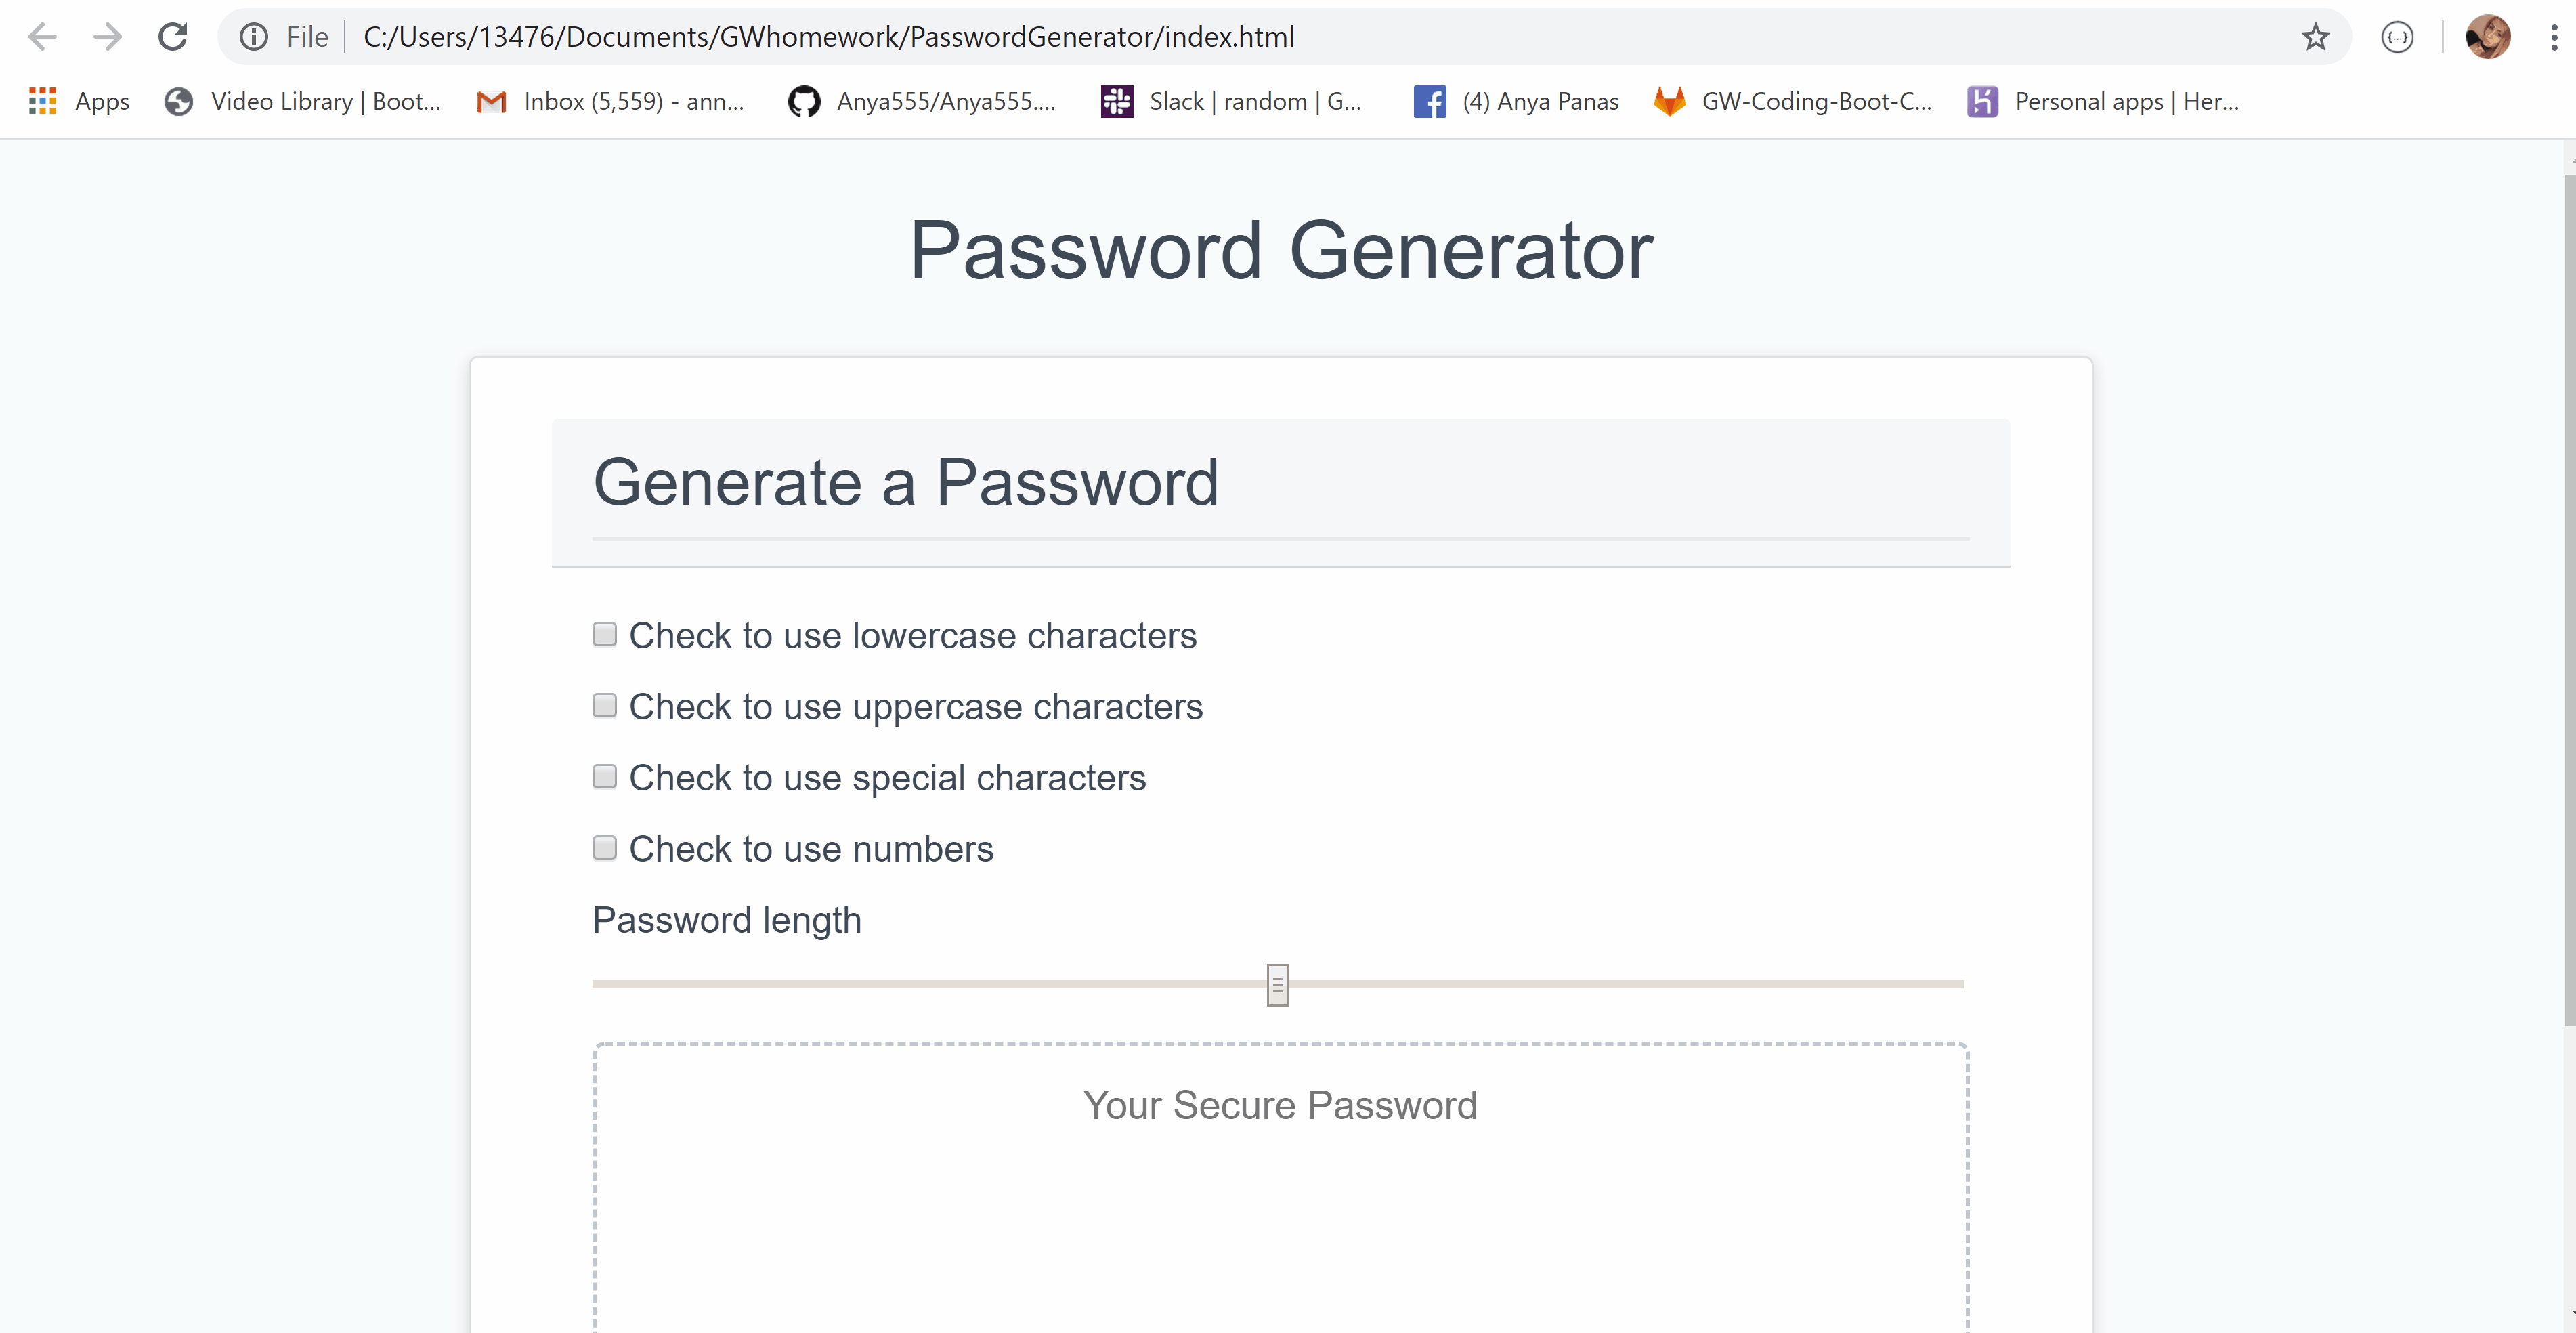 File C:/Users/13476/Documents/GWhomework/PasswordGenerator/index.html
Apps Video Library | Boot... Inbox (5,559) - ann... Anya555/Anya555.... Slack | random | G... (4) Anya Panas GW-Coding-Boot-C... Personal apps | Her...
Password Generator
Generate a Password
Check to use lowercase characters
Check to use uppercase characters
Check to use special characters
Check to use numbers
Password length
Your Secure Password